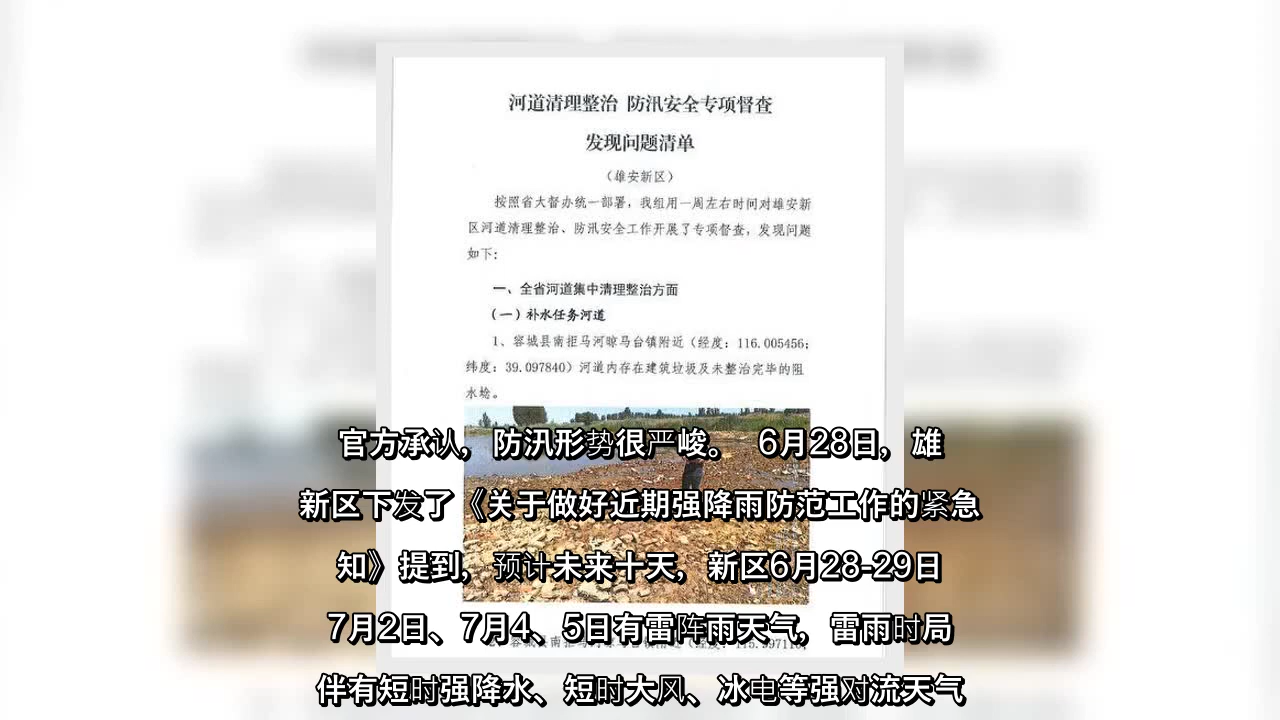 河道清理整治 防汛安全专项督查
发现问题清单
（雄安新区）
按照省大督办统一部署，我组用一周左右时间对雄安新
区河道清理整治、防汛安全工作开展了专项督查，发现问题
如下：
一、全省河道集中清理整治方面
（一）补水任务河道
1、容城县南拒马河晾马台镇附近（经度：116.005456；
纬度：39.097840）河道内存在建筑垃圾及未整治完毕的阻
水埝。
官方承认，防汛形势很严峻。 6月28日，雄
新区下发了《关于做好近期强降雨防范工作的紧急
知》提到，预计未来十天，新区6月28-29日
7月2日、7月4、5日有雷阵雨天气，雷雨时局
容城县南拒马河
伴有短时强降水、短时大风、冰电等强对流天气